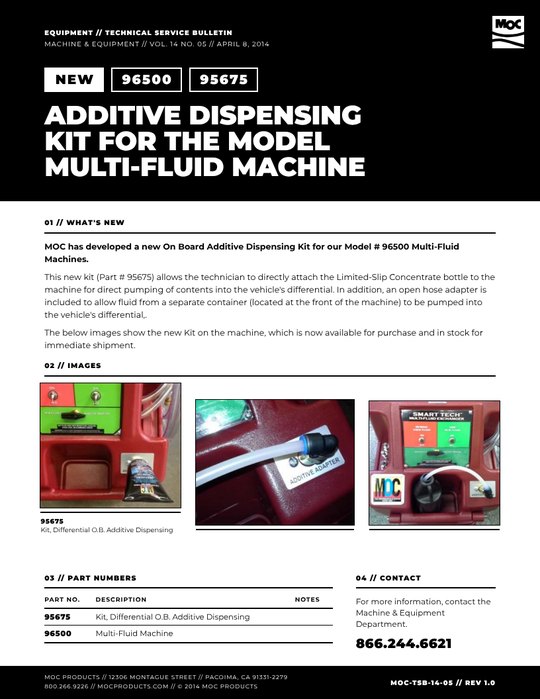 MOC
EQUIPMENT // TECHNICAL SERVICE BULLETIN
MACHINE & EQUIPMENT // VOL. 14 NO. 05 // APRIL 8, 2014
NEW 96500 95675
ADDITIVE DISPENSING
KIT FOR THE MODEL
MULTI-FLUID MACHINE
01 // WHAT'S NEW
MOC has developed a new On Board Additive Dispensing Kit for our Model # 96500 Multi-Fluid
Machines.
This new kit (Part # 95675) allows the technician to directly attach the Limited-Slip Concentrate bottle to the
machine for direct pumping of contents into the vehicle's differential. In addition, an open hose adapter is
included to allow fluid from a separate container (located at the front of the machine) to be pumped into
the vehicle's differential,.
The below images show the new Kit on the machine, which is now available for purchase and in stock for
immediate shipment.
02 // IMAGES
ADDITIVE ADAPTER
SMART TECH
MULTI-FLUID EXCHANGER
MOC
95675
Kit, Differential O.B. Additive Dispensing
03 // PART NUMBERS
PART NO. DESCRIPTION NOTES
95675 Kit, Differential O.B. Additive Dispensing
96500 Multi-Fluid Machine
04 // CONTACT
For more information, contact the
Machine & Equipment
Department.
866.244.6621
MOC PRODUCTS // 12306 MONTAGUE STREET // PACOIMA, CA 91331-2279
800.266.9226 // MOCPRODUCTS.COM // © 2014 MOC PRODUCTS
MOC-TSB-14-05 // REV 1.0